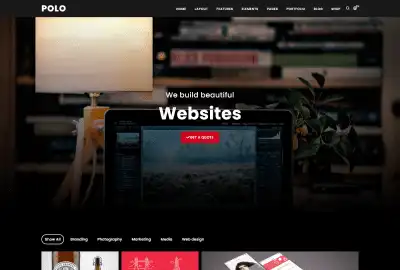 POLO
HOME LAYOUT FEATURES ELEMENTS PAGES PORTFOLIO BLOG SHOP
We build beautiful
Websites
GET A QUOTE
Show All Branding Photography Marketing Media Web design